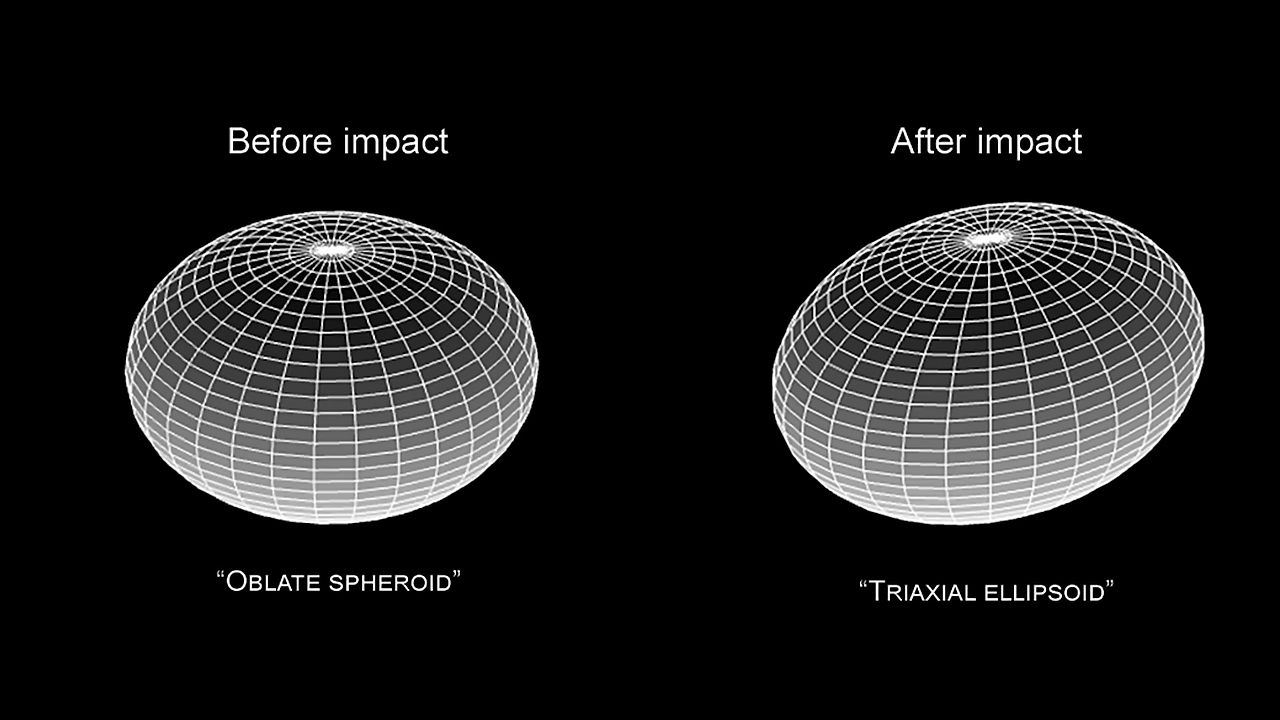 Before impact
After impact
“Oblate spheroid”
“Triaxial ellipsoid”